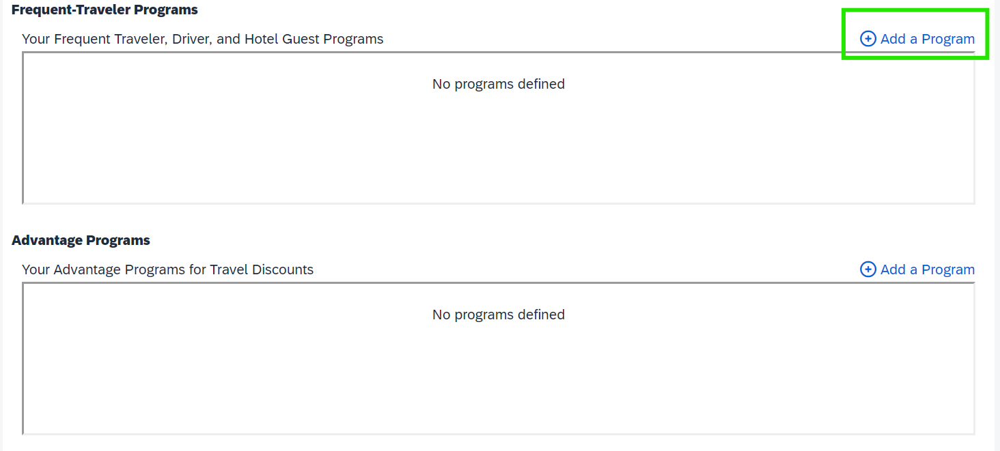 Frequent-Traveler Programs
Your Frequent Traveler, Driver, and Hotel Guest Programs
Add a Program
No programs defined
Advantage Programs
Your Advantage Programs for Travel Discounts
Add a Program
No programs defined